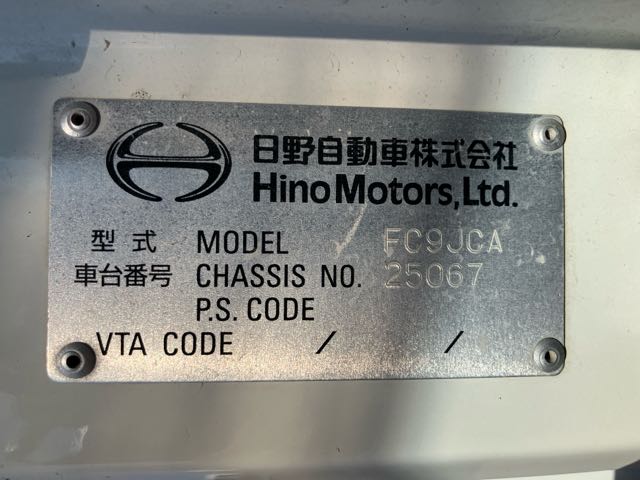 日野自動車株式会社
Hino Motors, Ltd.
型式 MODEL FC9JCA
車台番号 CHASSIS NO. 25067
P.S. CODE
VTA CODE / /